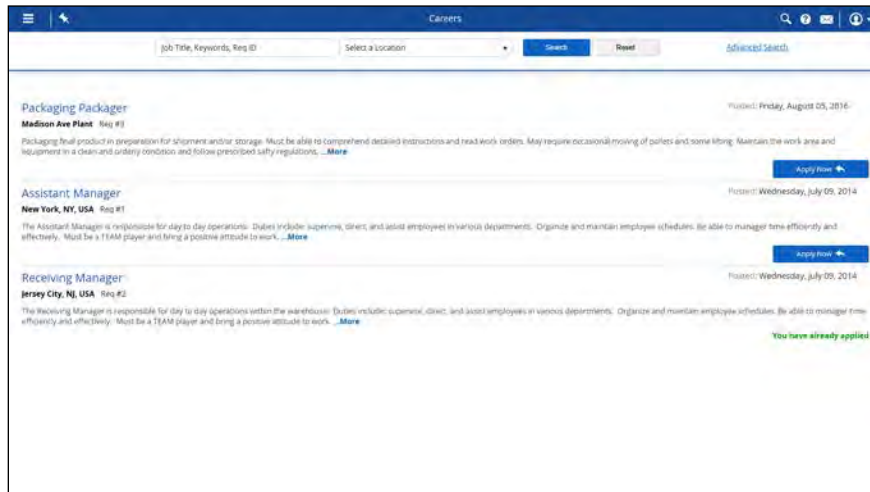 Careers
Job Title, Keywords, Req ID
Select a Location
Search
Reset
Advanced Search
Packaging Packager
Posted: Friday, August 05, 2016
Madison Ave Plant Req #3
Packaging final product in preparation for shipment and/or storage. Must be able to comprehend detailed instructions and read work orders. May require occasional moving of pallets and some lifting. Maintain the work area and
equipment in a clean and orderly condition and follow prescribed safty regulations. ...More
Apply Now
Assistant Manager
Posted: Wednesday, July 09, 2014
New York, NY, USA Req #1
The Assistant Manager is responsible for day to day operations. Duties include: supervise, direct, and assist employees in various departments. Organize and maintain employee schedules. Be able to manager time efficiently and
effectively. Must be a TEAM player and bring a positive attitude to work. ...More
Apply Now
Receiving Manager
Posted: Wednesday, July 09, 2014
Jersey City, NJ, USA Req #2
The Receiving Manager is responsible for day to day operations within the warehouse. Duties include: supervise, direct, and assist employees in various departments. Organize and maintain employee schedules. Be able to manager time
efficiently and effectively. Must be a TEAM player and bring a positive attitude to work. ...More
You have already applied